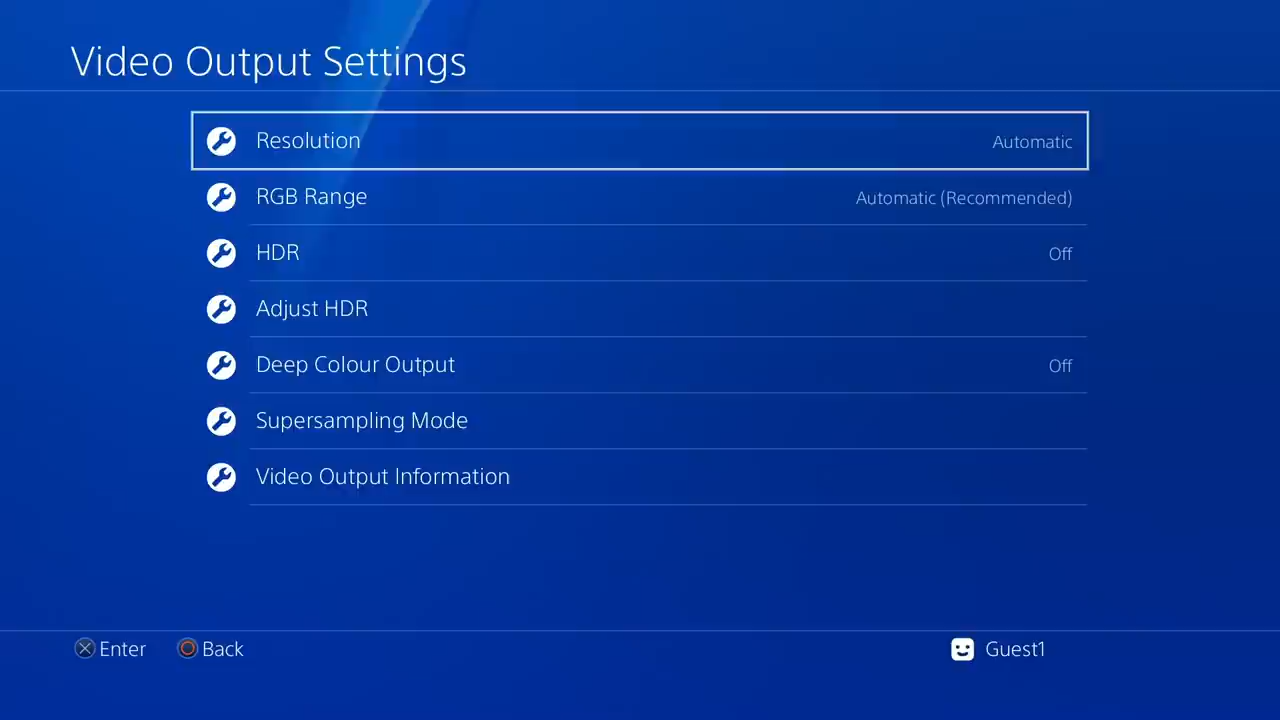 Video Output Settings
Resolution Automatic
RGB Range Automatic (Recommended)
HDR Off
Adjust HDR
Deep Colour Output Off
Supersampling Mode
Video Output Information
Enter Back Guest1